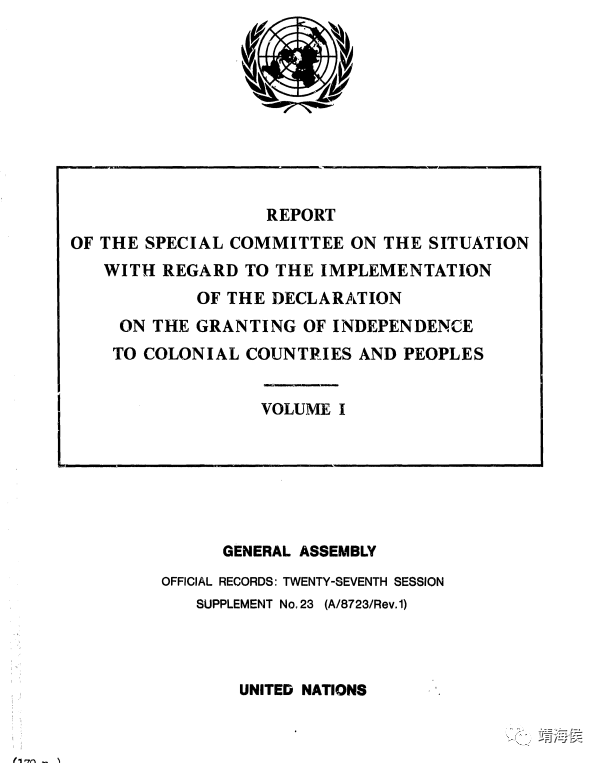 REPORT
OF THE SPECIAL COMMITTEE ON THE SITUATION
WITH REGARD TO THE IMPLEMENTATION
OF THE DECLARATION
ON THE GRANTING OF INDEPENDENCE
TO COLONIAL COUNTRIES AND PEOPLES
VOLUME I
GENERAL ASSEMBLY
OFFICIAL RECORDS: TWENTY-SEVENTH SESSION
SUPPLEMENT No. 23 (A/8723/Rev.1)
UNITED NATIONS
靖海侯